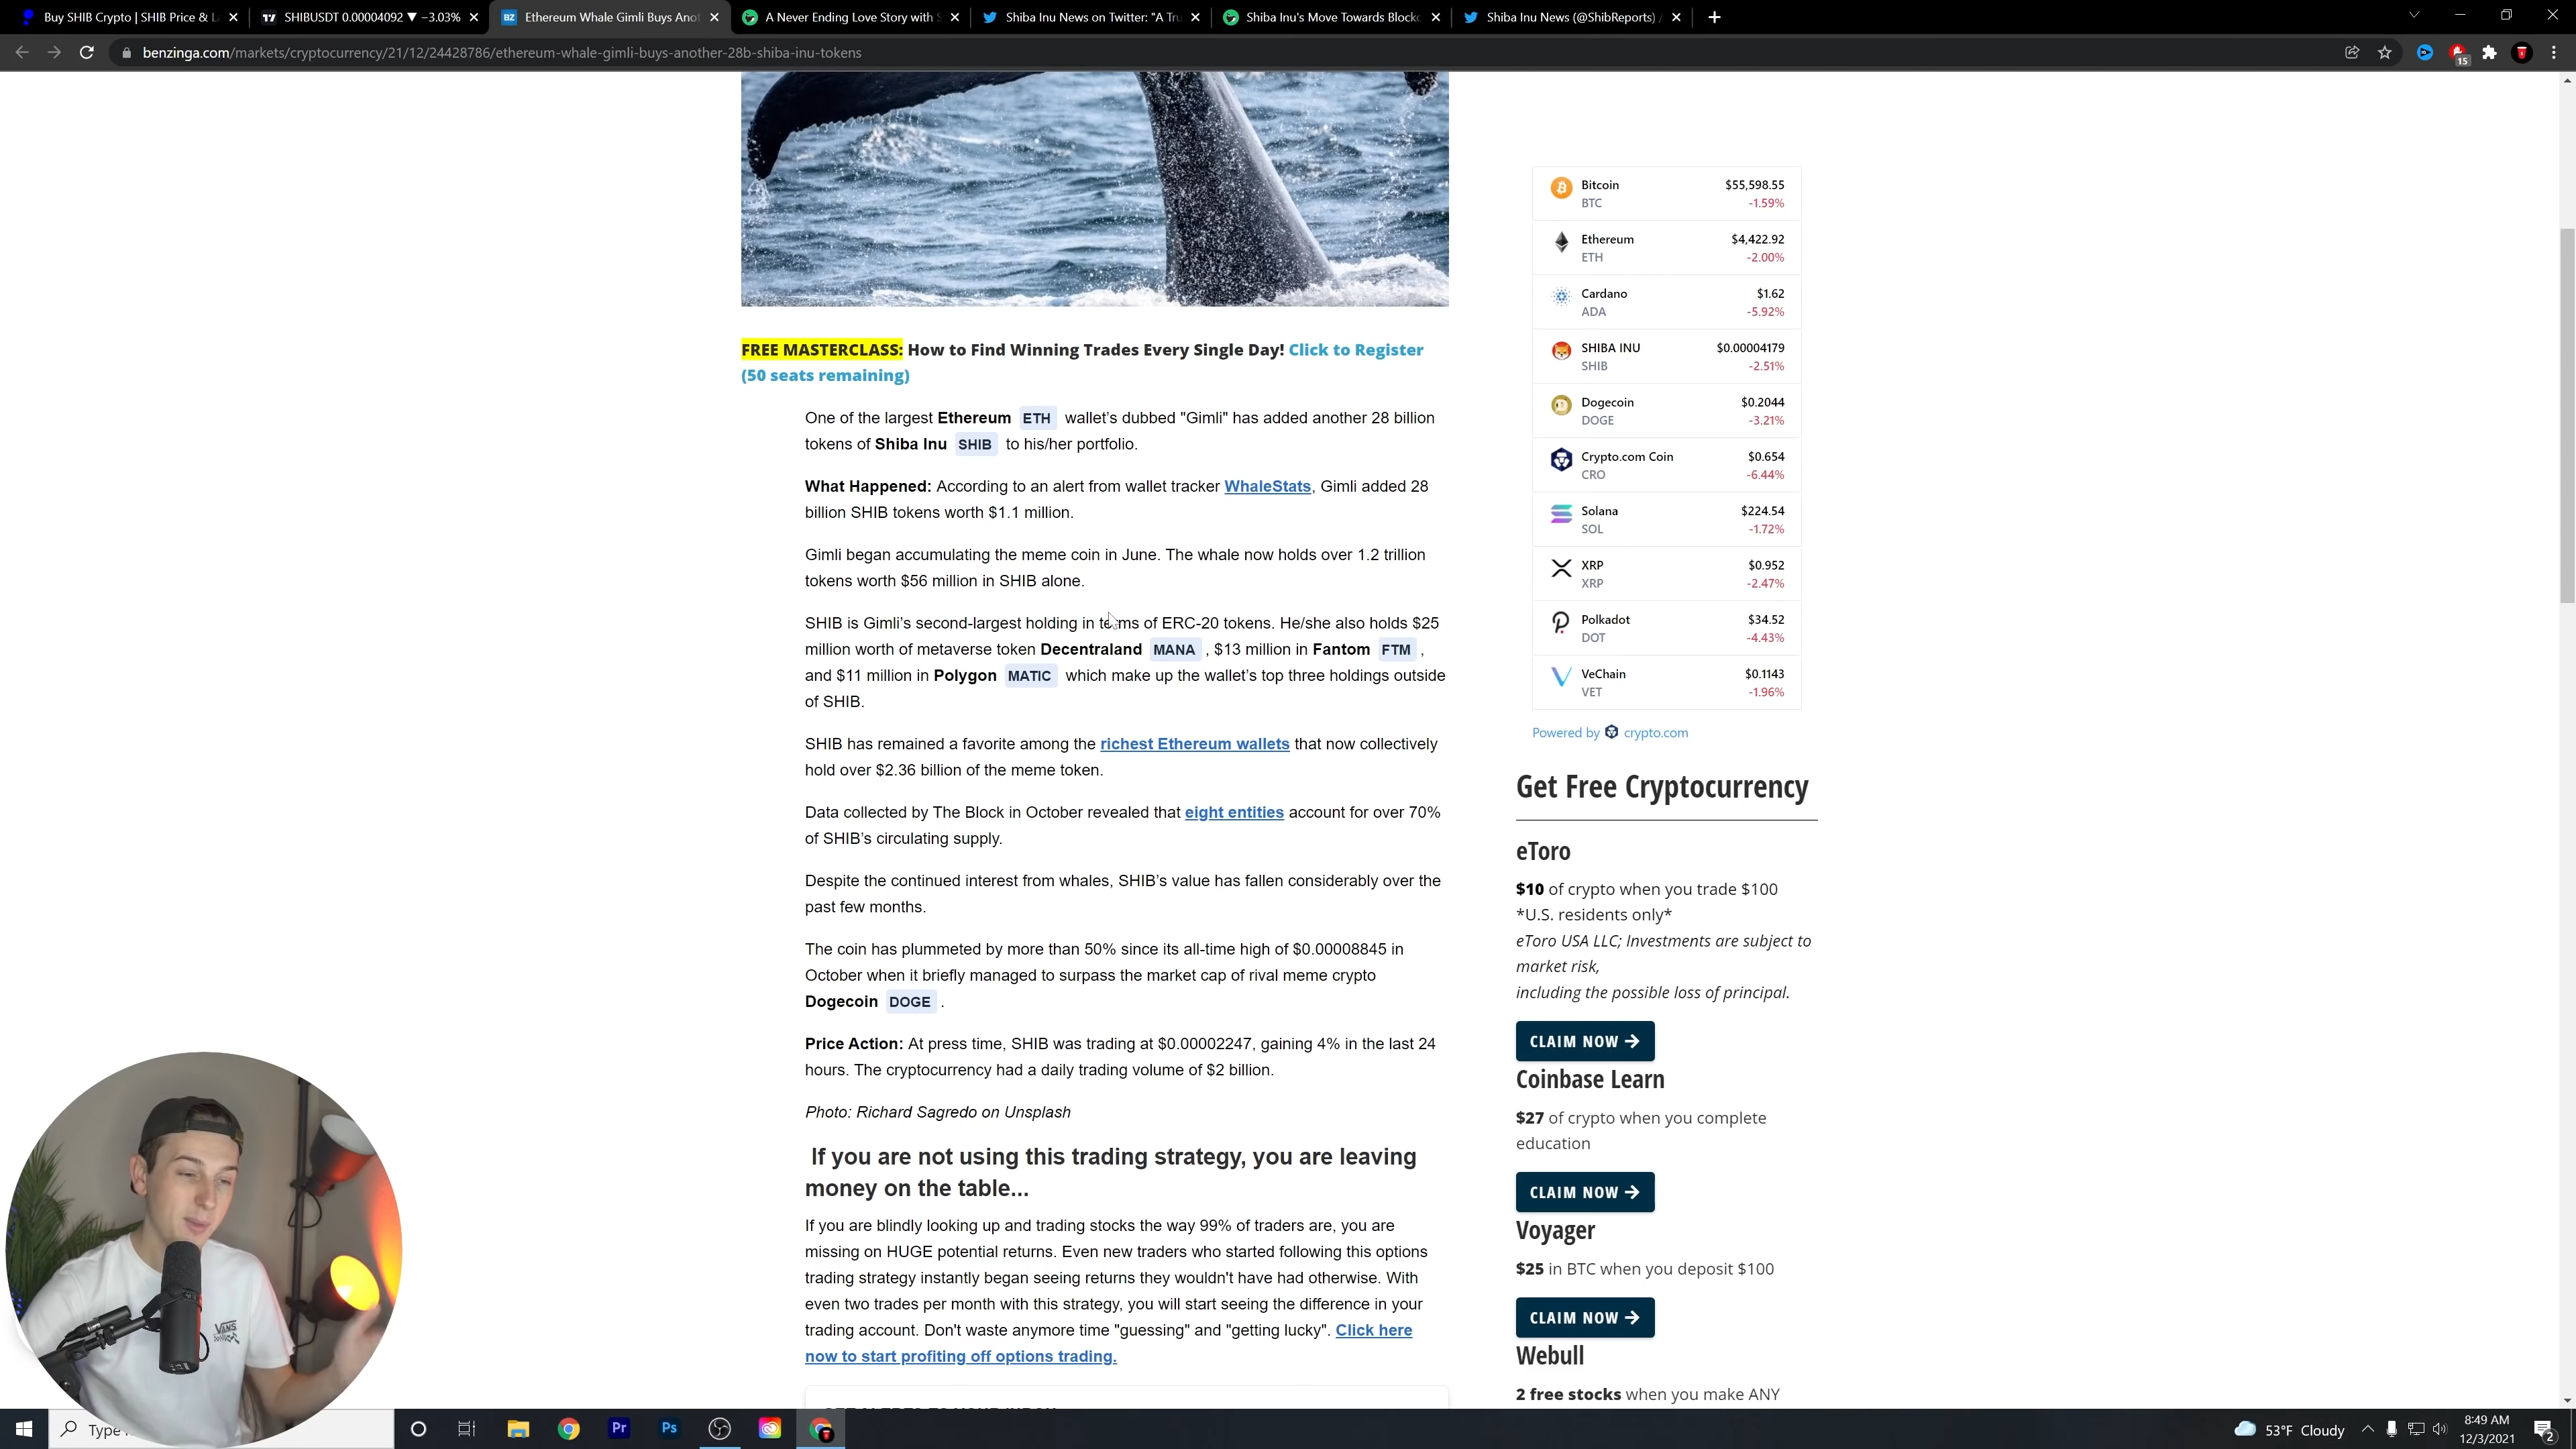 Buy SHIB Crypto | SHIB Price & L
SHIBUSDT 0.00004092 ▼ −3.03%
Ethereum Whale Gimli Buys Anot
A Never Ending Love Story with S
Shiba Inu News on Twitter: "A Tru
Shiba Inu's Move Towards Blockc
Shiba Inu News (@ShibReports) /
benzinga.com/markets/cryptocurrency/21/12/24428786/ethereum-whale-gimli-buys-another-28b-shiba-inu-tokens
15
FREE MASTERCLASS: How to Find Winning Trades Every Single Day! Click to Register
(50 seats remaining)
One of the largest Ethereum ETH wallet's dubbed "Gimli" has added another 28 billion
tokens of Shiba Inu SHIB to his/her portfolio.
What Happened: According to an alert from wallet tracker WhaleStats, Gimli added 28
billion SHIB tokens worth $1.1 million.
Gimli began accumulating the meme coin in June. The whale now holds over 1.2 trillion
tokens worth $56 million in SHIB alone.
SHIB is Gimli's second-largest holding in terms of ERC-20 tokens. He/she also holds $25
million worth of metaverse token Decentraland MANA , $13 million in Fantom FTM ,
and $11 million in Polygon MATIC which make up the wallet's top three holdings outside
of SHIB.
SHIB has remained a favorite among the richest Ethereum wallets that now collectively
hold over $2.36 billion of the meme token.
Data collected by The Block in October revealed that eight entities account for over 70%
of SHIB's circulating supply.
Despite the continued interest from whales, SHIB's value has fallen considerably over the
past few months.
The coin has plummeted by more than 50% since its all-time high of $0.00008845 in
October when it briefly managed to surpass the market cap of rival meme crypto
Dogecoin DOGE .
Price Action: At press time, SHIB was trading at $0.00002247, gaining 4% in the last 24
hours. The cryptocurrency had a daily trading volume of $2 billion.
Photo: Richard Sagredo on Unsplash
If you are not using this trading strategy, you are leaving
money on the table...
If you are blindly looking up and trading stocks the way 99% of traders are, you are
missing on HUGE potential returns. Even new traders who started following this options
trading strategy instantly began seeing returns they wouldn't have had otherwise. With
even two trades per month with this strategy, you will start seeing the difference in your
trading account. Don't waste anymore time "guessing" and "getting lucky". Click here
now to start profiting off options trading.
Bitcoin $55,598.55
BTC -1.59%
Ethereum $4,422.92
ETH -2.00%
Cardano $1.62
ADA -5.92%
SHIBA INU $0.00004179
SHIB -2.51%
Dogecoin $0.2044
DOGE -3.21%
Crypto.com Coin $0.654
CRO -6.44%
Solana $224.54
SOL -1.72%
XRP $0.952
XRP -2.47%
Polkadot $34.52
DOT -4.43%
VeChain $0.1143
VET -1.96%
Powered by crypto.com
Get Free Cryptocurrency
eToro
$10 of crypto when you trade $100
*U.S. residents only*
eToro USA LLC; Investments are subject to
market risk,
including the possible loss of principal.
CLAIM NOW →
Coinbase Learn
$27 of crypto when you complete
education
CLAIM NOW →
Voyager
$25 in BTC when you deposit $100
CLAIM NOW →
Webull
2 free stocks when you make ANY
VANS
Type
Pr
Ps
53°F Cloudy
8:49 AM
12/3/2021
2